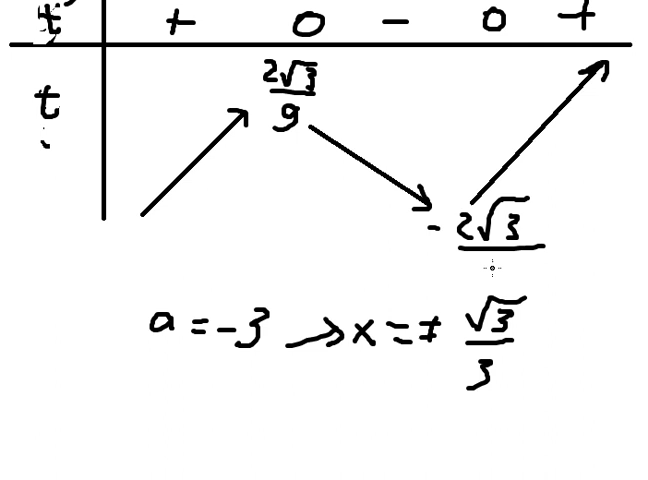 t' + 0 - 0 +
t 2√3/9 -2√3
a = -3 → x = ∓ √3/3